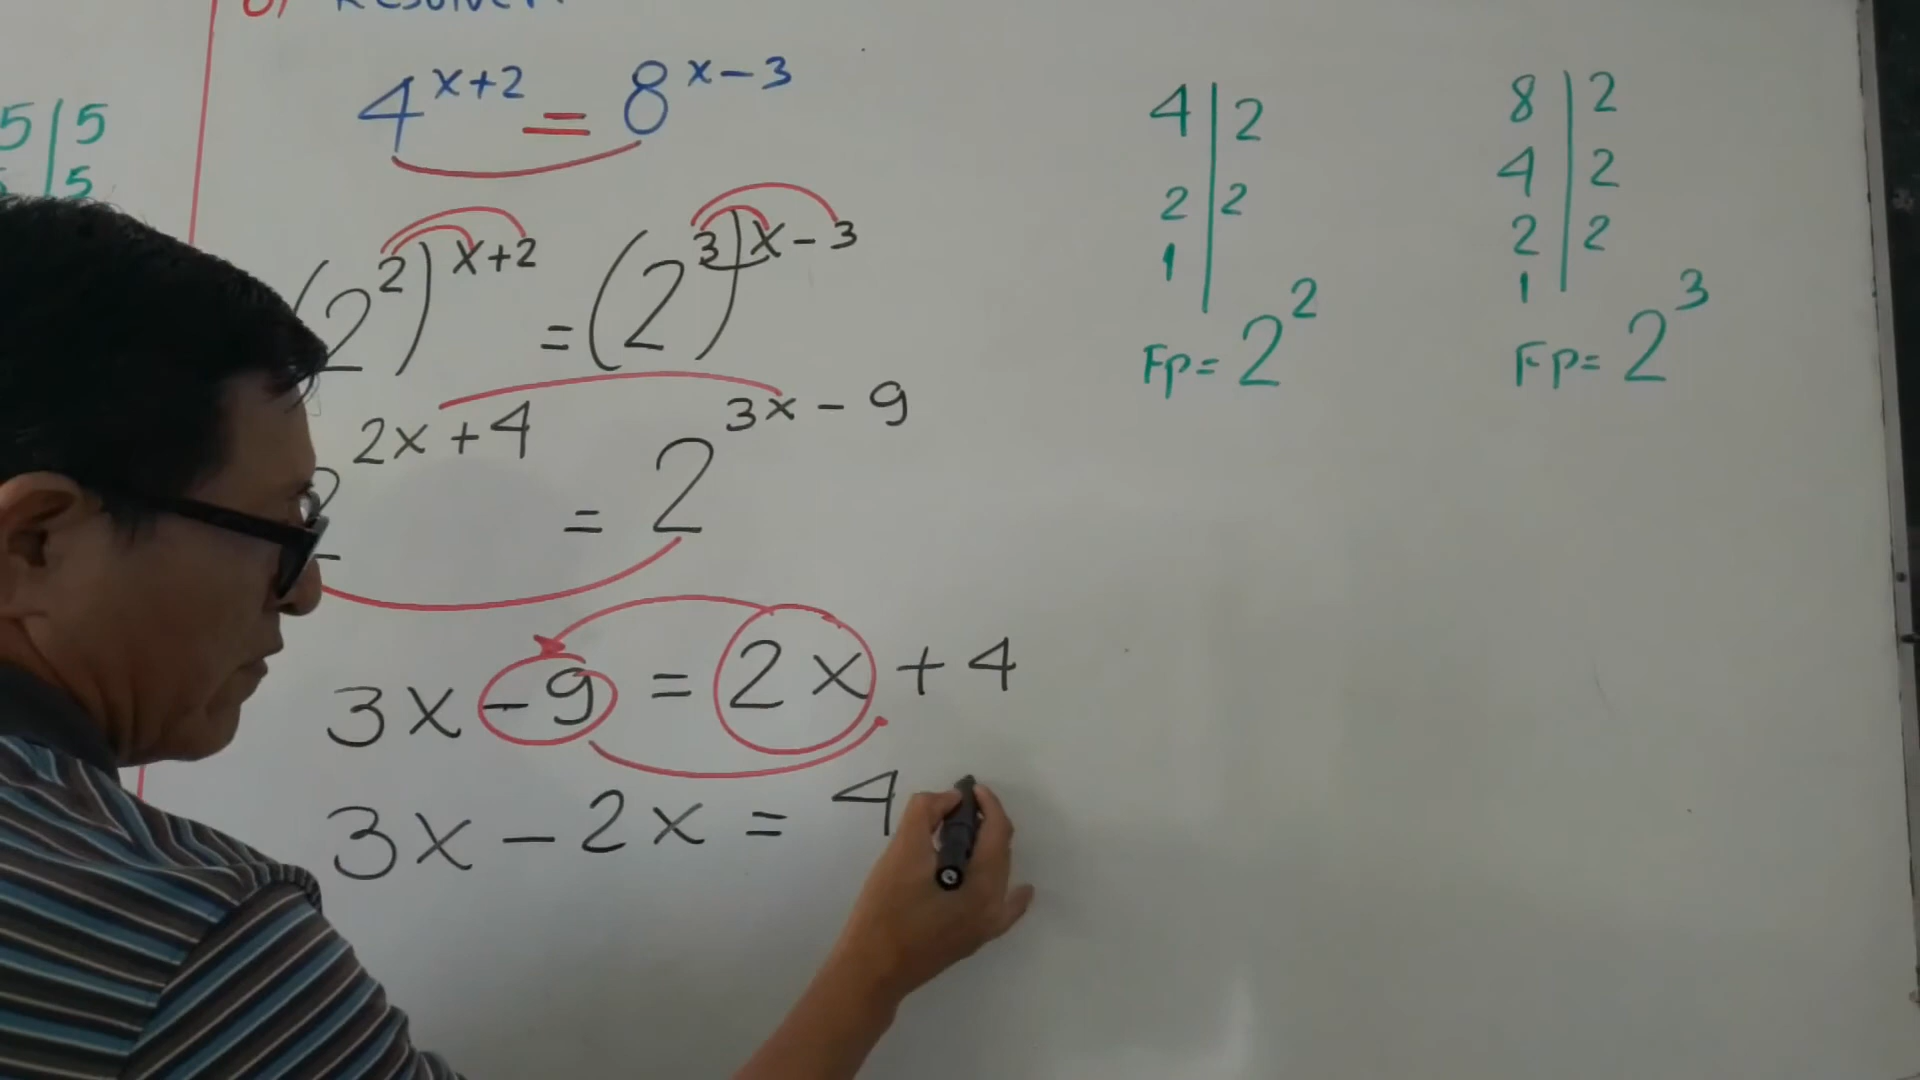 4^{x+2} = 8^{x-3}
(2^2)^{x+2} = (2^3)^{x-3}
2^{2x+4} = 2^{3x-9}
3x - 9 = 2x + 4
3x - 2x = 4
4 | 2
2 | 2
1
Fp = 2^2
8 | 2
4 | 2
2 | 2
1
Fp = 2^3
5 | 5
5